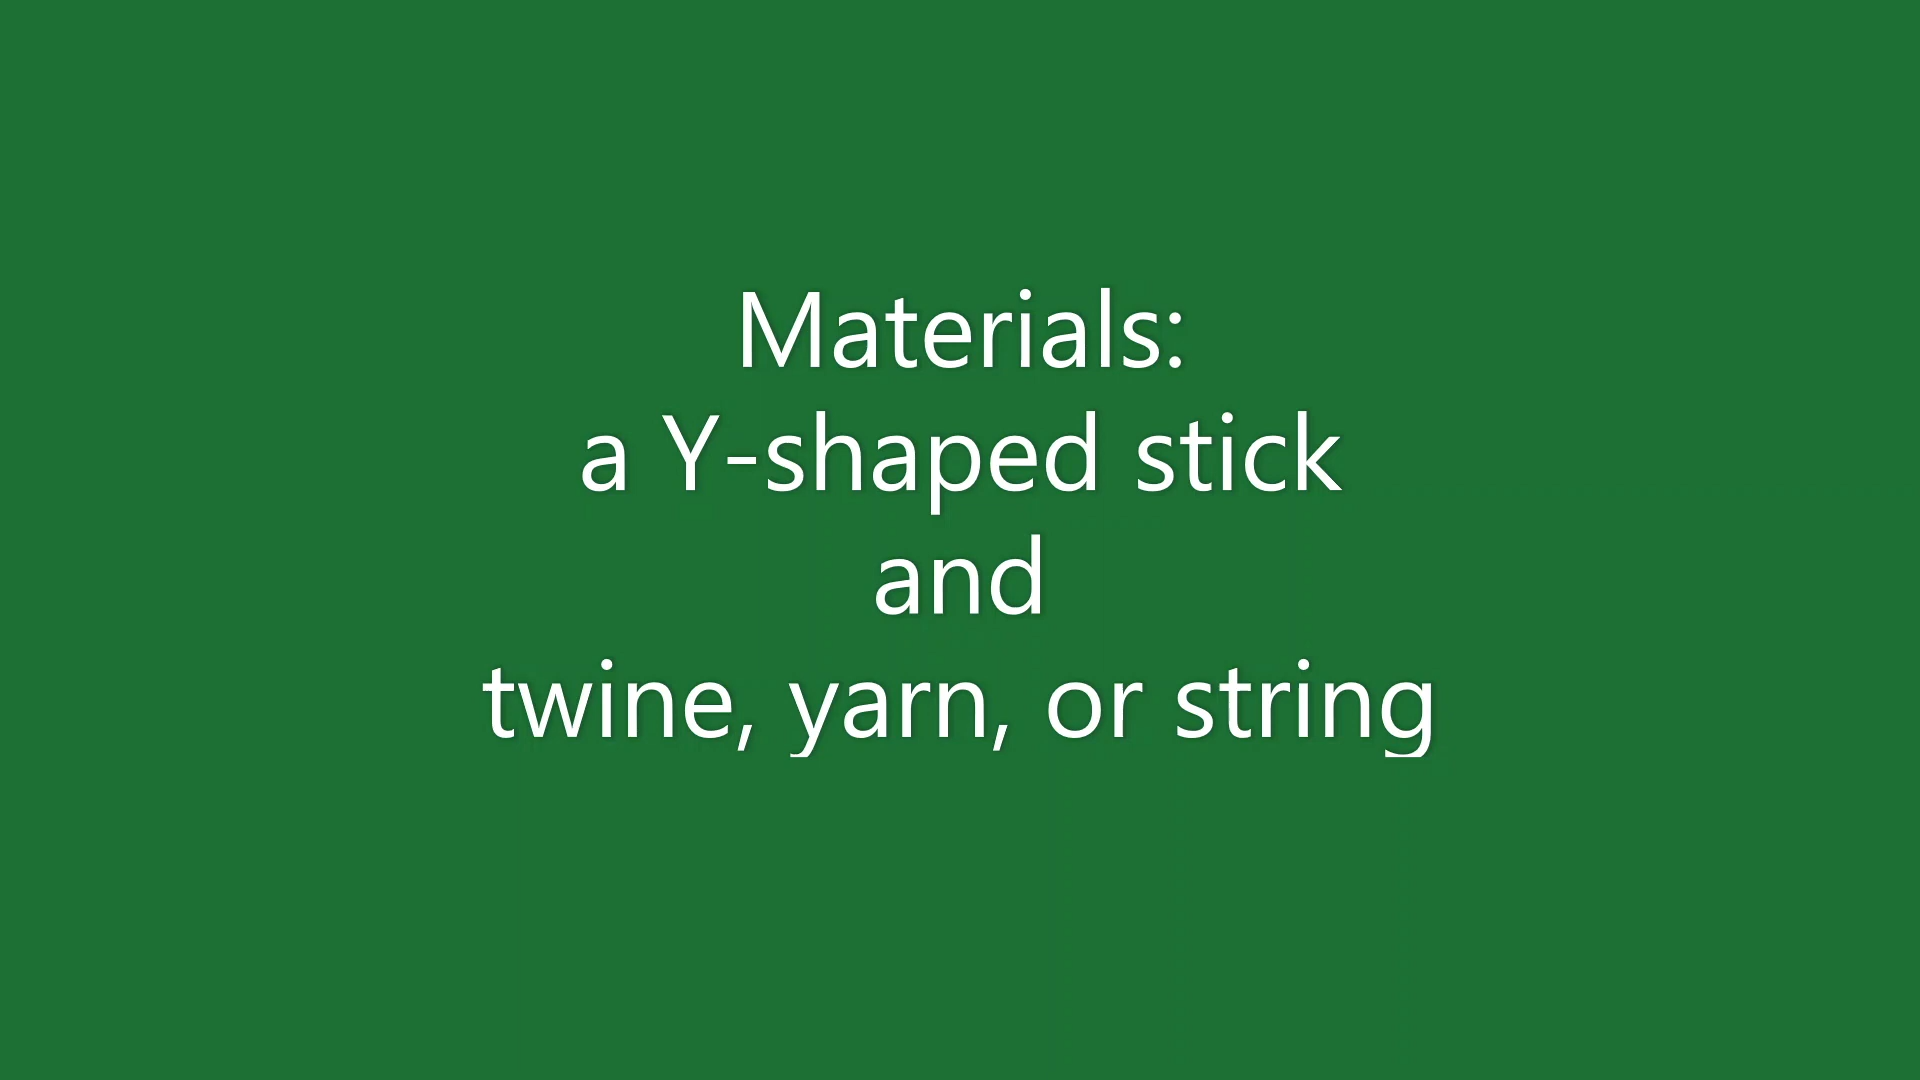 Materials:
a Y-shaped stick
and
twine, yarn, or string